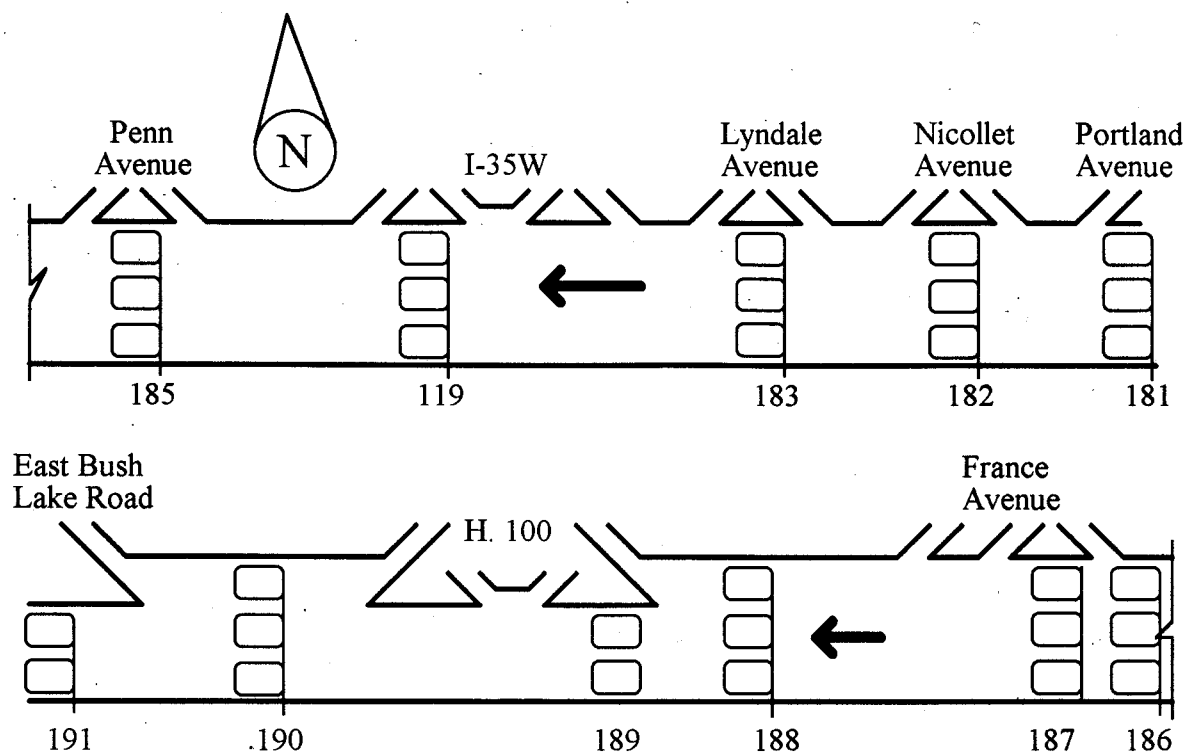 Penn
Avenue
N
I-35W
Lyndale
Avenue
Nicollet
Avenue
Portland
Avenue
185
119
183
182
181
East Bush
Lake Road
H. 100
France
Avenue
191
.190
189
188
187
186